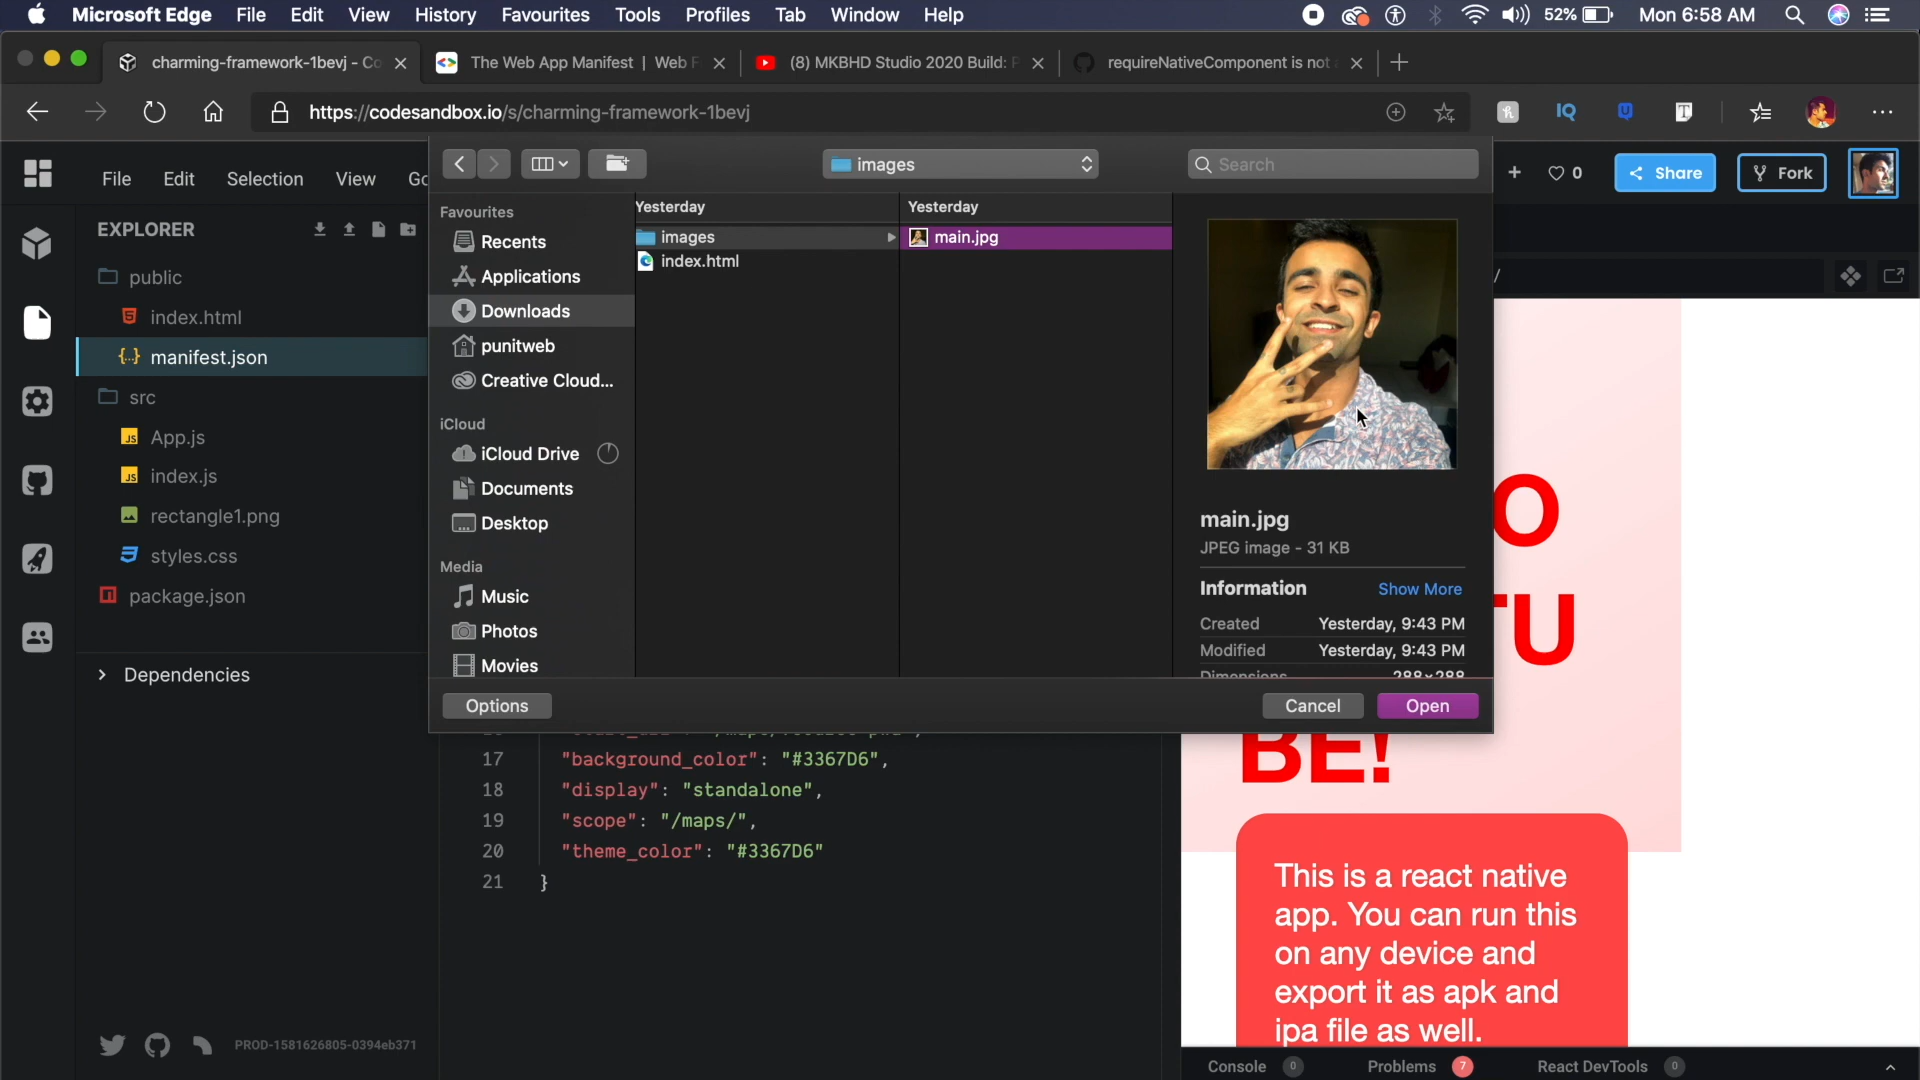 Microsoft Edge File Edit View History Favourites Tools Profiles Tab Window Help
52% Mon 6:58 AM
charming-framework-1bevj - Co
The Web App Manifest | Web F
(8) MKBHD Studio 2020 Build: F
requireNativeComponent is not
https://codesandbox.io/s/charming-framework-1bevj
File Edit Selection View
images
Search
0
Share
Fork
EXPLORER
public
index.html
manifest.json
src
App.js
index.js
rectangle1.png
styles.css
package.json
Dependencies
PROD-1581626805-0394eb371
Favourites
Recents
Applications
Downloads
punitweb
Creative Cloud...
iCloud
iCloud Drive
Documents
Desktop
Media
Music
Photos
Movies
Yesterday
images
index.html
Yesterday
main.jpg
main.jpg
JPEG image - 31 KB
Information Show More
Created Yesterday, 9:43 PM
Modified Yesterday, 9:43 PM
Dimensions 288×288
Options
Cancel
Open
17 "background_color": "#3367D6",
18 "display": "standalone",
19 "scope": "/maps/",
20 "theme_color": "#3367D6"
21 }
/
O
TU
BE!
This is a react native
app. You can run this
on any device and
export it as apk and
ipa file as well.
Console 0 Problems 7 React DevTools 0